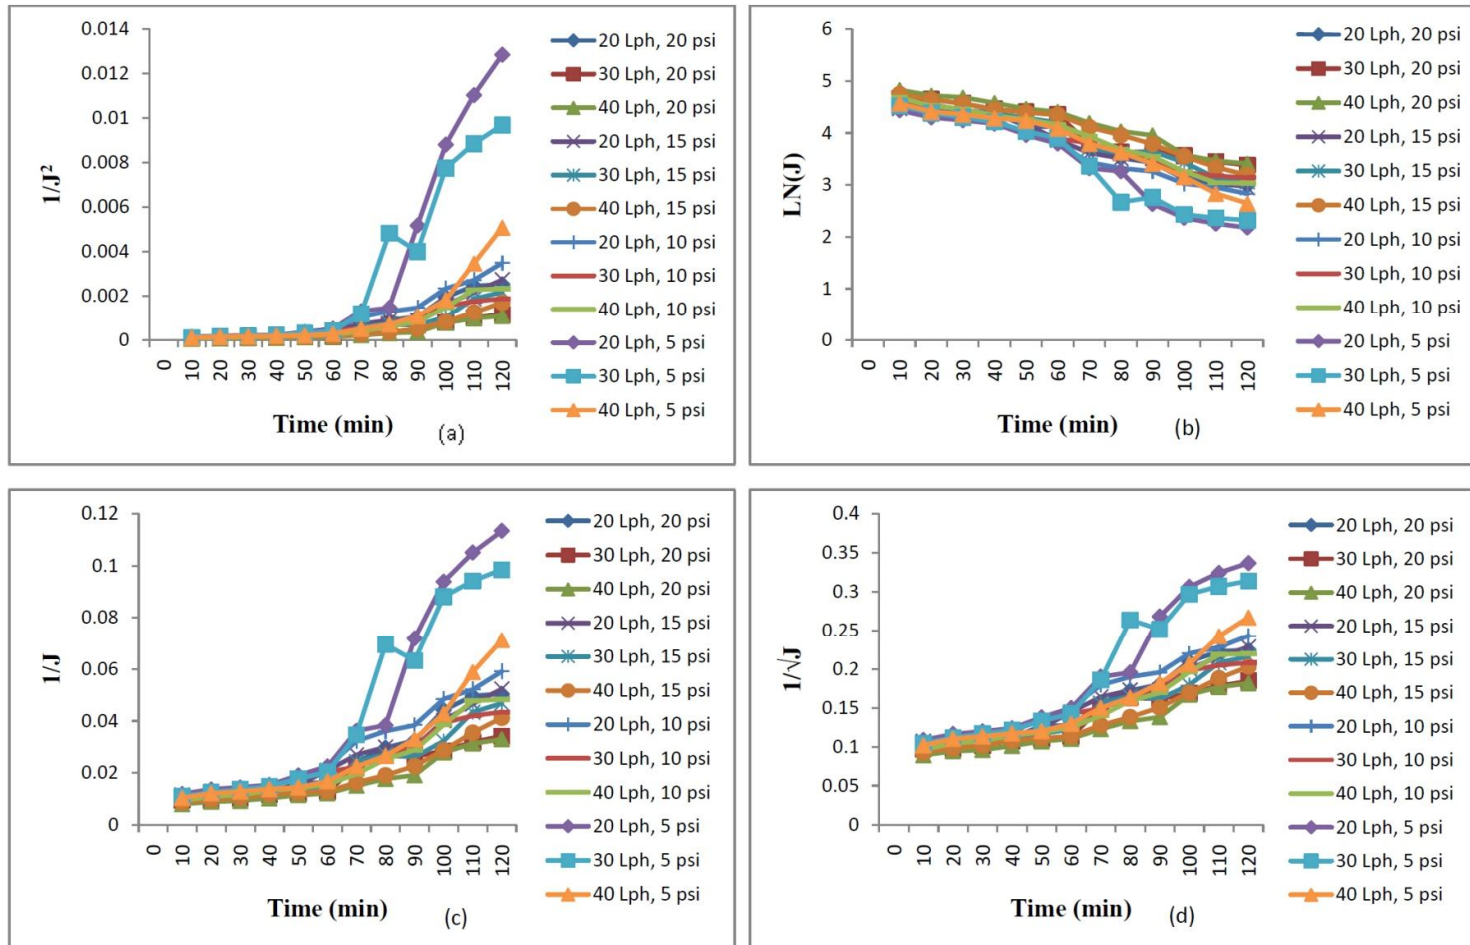 1/J²
0.014
0.012
0.01
0.008
0.006
0.004
0.002
0
0 10 20 30 40 50 60 70 80 90 100 110 120
Time (min)
(a)
20 Lph, 20 psi
30 Lph, 20 psi
40 Lph, 20 psi
20 Lph, 15 psi
30 Lph, 15 psi
40 Lph, 15 psi
20 Lph, 10 psi
30 Lph, 10 psi
40 Lph, 10 psi
20 Lph, 5 psi
30 Lph, 5 psi
40 Lph, 5 psi
LN(J)
6
5
4
3
2
1
0
0 10 20 30 40 50 60 70 80 90 100 110 120
Time (min)
(b)
20 Lph, 20 psi
30 Lph, 20 psi
40 Lph, 20 psi
20 Lph, 15 psi
30 Lph, 15 psi
40 Lph, 15 psi
20 Lph, 10 psi
30 Lph, 10 psi
40 Lph, 10 psi
20 Lph, 5 psi
30 Lph, 5 psi
40 Lph, 5 psi
1/J
0.12
0.1
0.08
0.06
0.04
0.02
0
0 10 20 30 40 50 60 70 80 90 100 110 120
Time (min)
(c)
20 Lph, 20 psi
30 Lph, 20 psi
40 Lph, 20 psi
20 Lph, 15 psi
30 Lph, 15 psi
40 Lph, 15 psi
20 Lph, 10 psi
30 Lph, 10 psi
40 Lph, 10 psi
20 Lph, 5 psi
30 Lph, 5 psi
40 Lph, 5 psi
1/√J
0.4
0.35
0.3
0.25
0.2
0.15
0.1
0.05
0
0 10 20 30 40 50 60 70 80 90 100 110 120
Time (min)
(d)
20 Lph, 20 psi
30 Lph, 20 psi
40 Lph, 20 psi
20 Lph, 15 psi
30 Lph, 15 psi
40 Lph, 15 psi
20 Lph, 10 psi
30 Lph, 10 psi
40 Lph, 10 psi
20 Lph, 5 psi
30 Lph, 5 psi
40 Lph, 5 psi